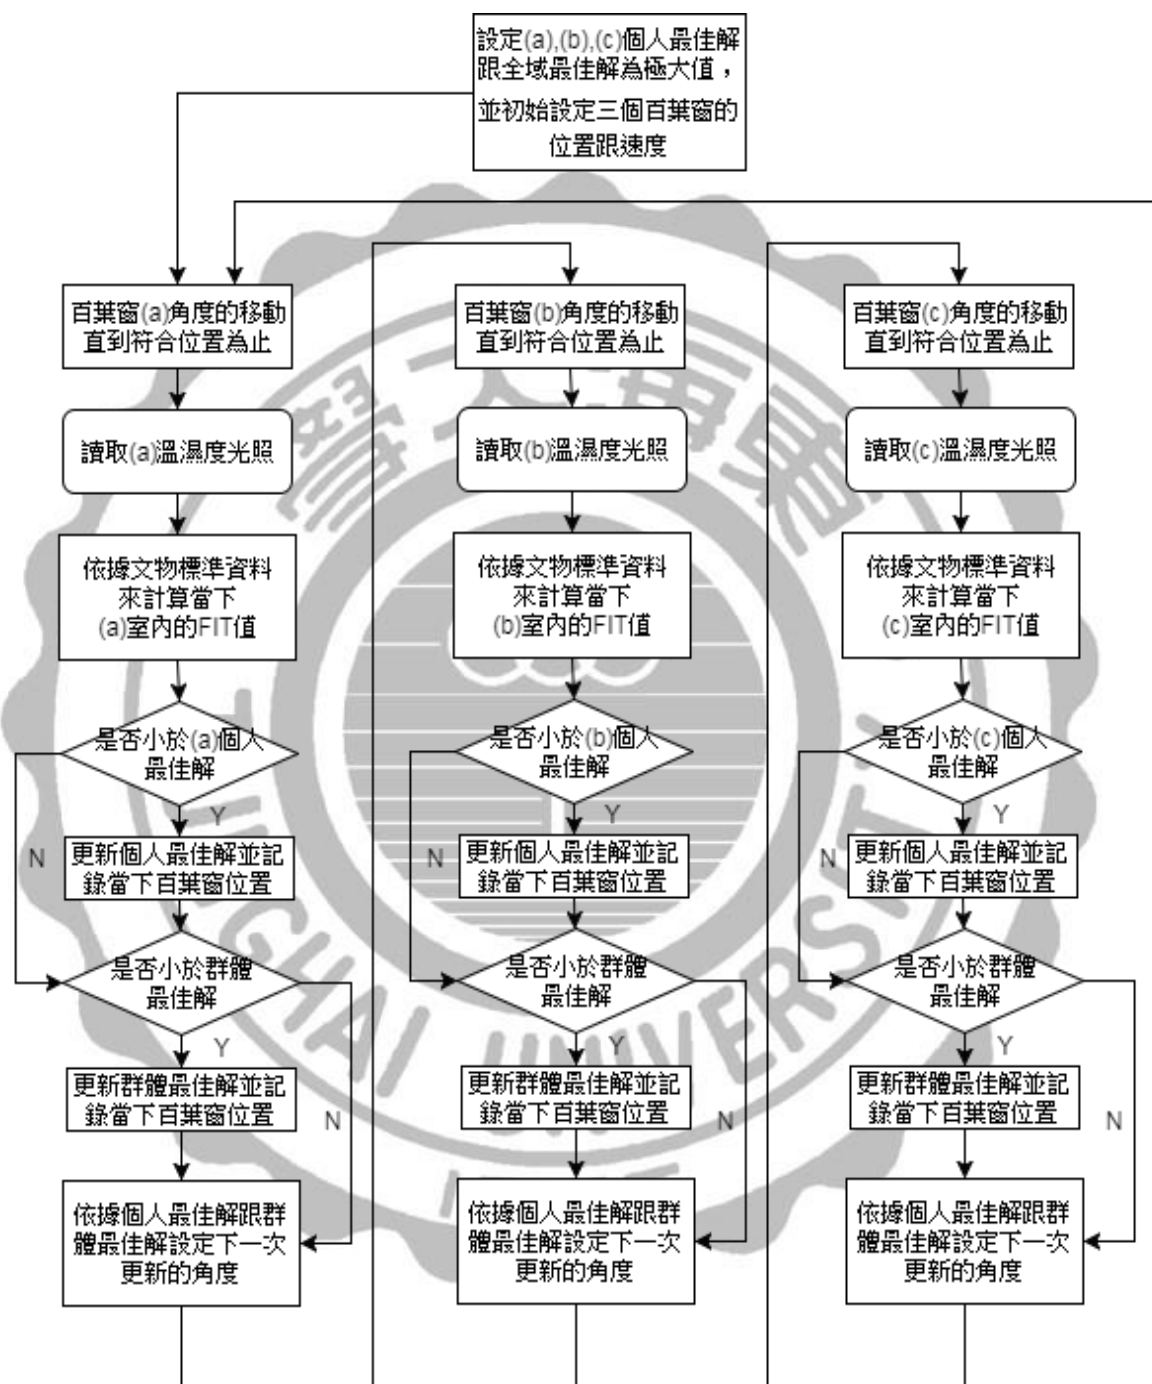 設定(a),(b),(c)個人最佳解
跟全域最佳解為極大值，
並初始設定三個百葉窗的
位置跟速度
百葉窗(a)角度的移動
直到符合位置為止
讀取(a)溫濕度光照
依據文物標準資料
來計算當下
(a)室內的FIT值
是否小於(a)個人
最佳解
Y
N
更新個人最佳解並記
錄當下百葉窗位置
是否小於群體
最佳解
Y
更新群體最佳解並記
錄當下百葉窗位置
N
依據個人最佳解跟群
體最佳解設定下一次
更新的角度
百葉窗(b)角度的移動
直到符合位置為止
讀取(b)溫濕度光照
依據文物標準資料
來計算當下
(b)室內的FIT值
是否小於(b)個人
最佳解
Y
N
更新個人最佳解並記
錄當下百葉窗位置
是否小於群體
最佳解
Y
更新群體最佳解並記
錄當下百葉窗位置
N
依據個人最佳解跟群
體最佳解設定下一次
更新的角度
百葉窗(c)角度的移動
直到符合位置為止
讀取(c)溫濕度光照
依據文物標準資料
來計算當下
(c)室內的FIT值
是否小於(c)個人
最佳解
Y
N
更新個人最佳解並記
錄當下百葉窗位置
是否小於群體
最佳解
Y
更新群體最佳解並記
錄當下百葉窗位置
N
依據個人最佳解跟群
體最佳解設定下一次
更新的角度
學大海東
UNIVERSITY